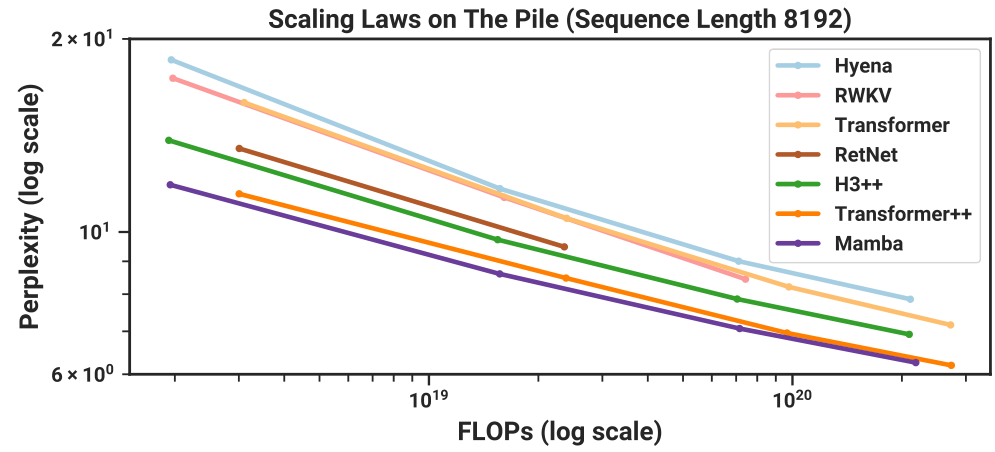 Scaling Laws on The Pile (Sequence Length 8192)
2 × 10¹
10¹
6 × 10⁰
Perplexity (log scale)
Hyena
RWKV
Transformer
RetNet
H3++
Transformer++
Mamba
10¹⁹
10²⁰
FLOPs (log scale)